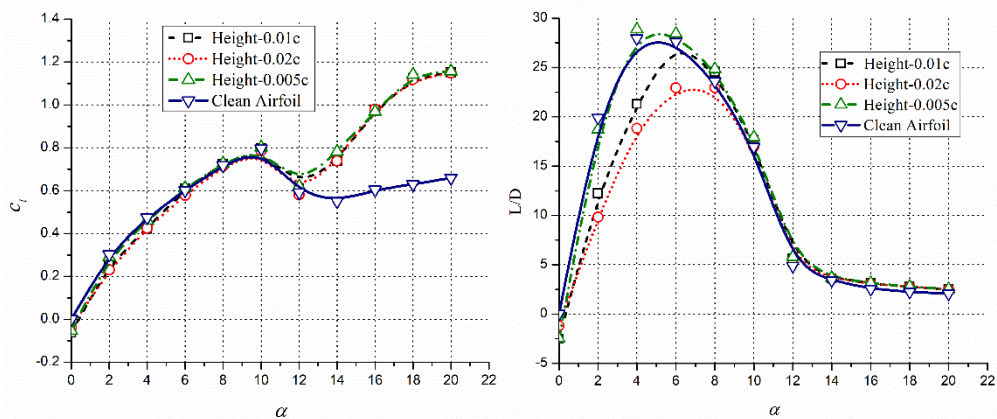 1.4
1.2
1.0
0.8
0.6
0.4
0.2
0.0
-0.2
c_l
Height-0.01c
Height-0.02c
Height-0.005c
Clean Airfoil
0 2 4 6 8 10 12 14 16 18 20 22
α
30
25
20
15
10
5
0
-5
L/D
Height-0.01c
Height-0.02c
Height-0.005c
Clean Airfoil
0 2 4 6 8 10 12 14 16 18 20 22
α